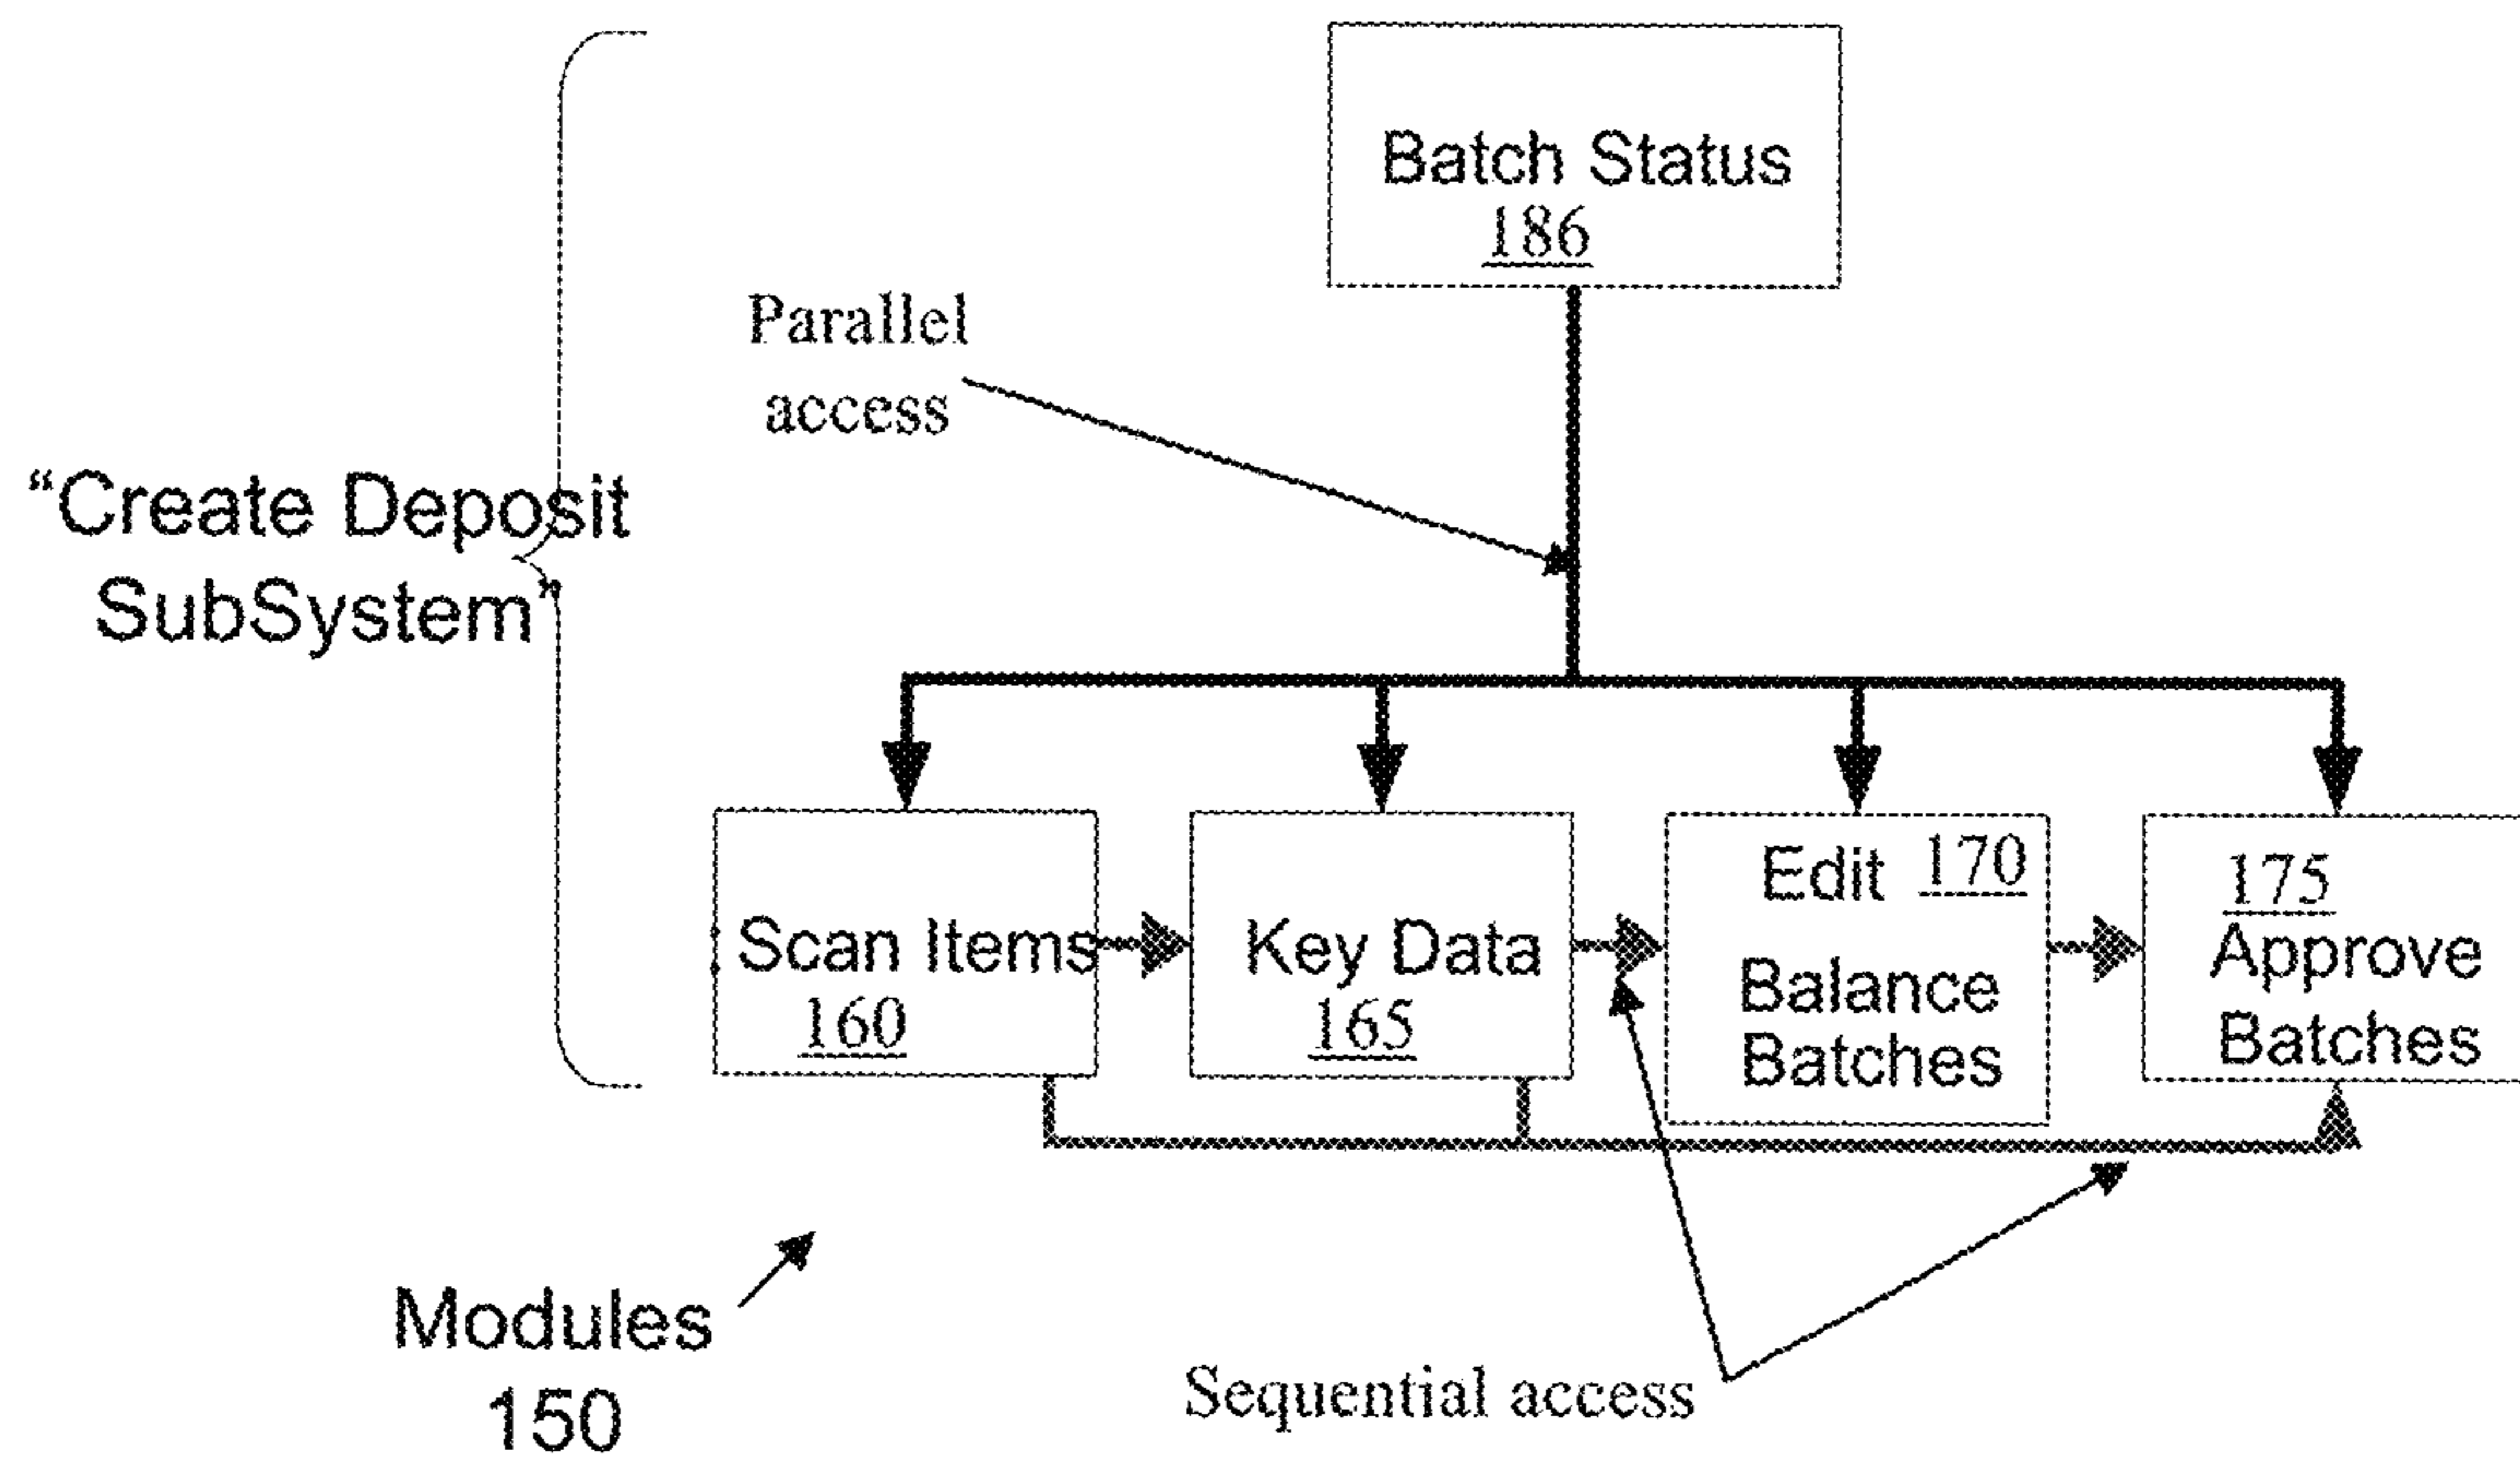 Batch Status
186
Parallel
access
“Create Deposit
SubSystem”
Scan Items
160
Key Data
165
Edit 170
Balance
Batches
175
Approve
Batches
Modules
150
Sequential access